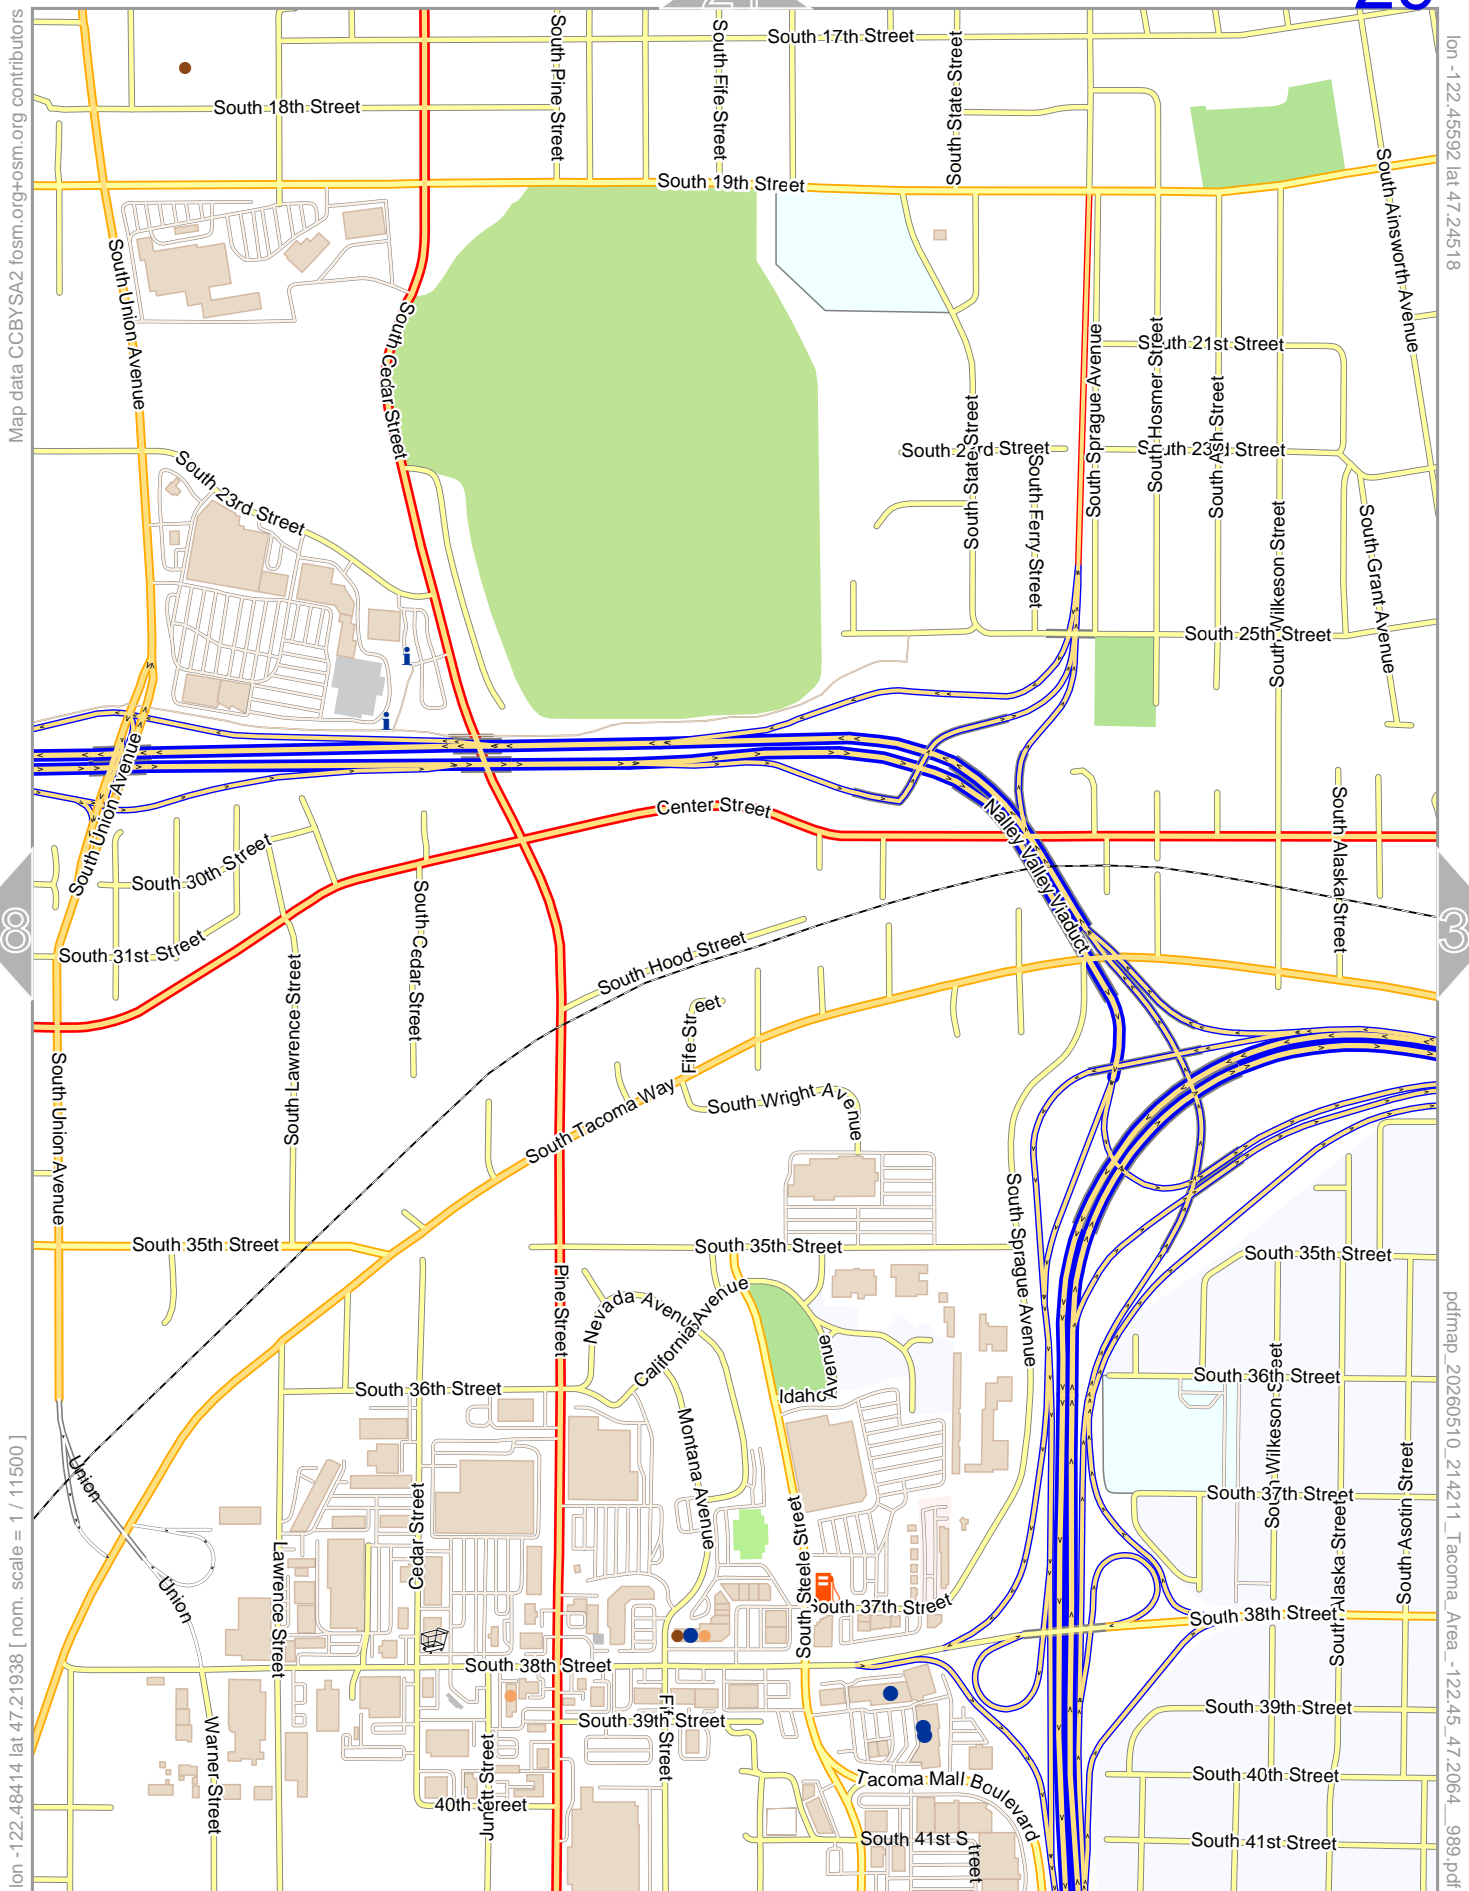 Map data CCBYSA2 fosm.org+osm.org contributors
lon -122.45592 lat 47.24518
South 17th Street
South Pine Street
South Fife Street
South State Street
South 18th Street
South 19th Street
South Ainsworth Avenue
South Union Avenue
South Cedar Street
South 21st Street
South Sprague Avenue
South Hosmer Street
South Ash Street
South 23rd Street
South 23rd Street
South State Street
South Ferry Street
South 23rd Street
South Wilkeson Street
South Grant Avenue
South 25th Street
South Union Avenue
Center Street
Nalley Valley Viaduct
South Alaska Street
South 30th Street
South Cedar Street
8
3
South 31st Street
South Hood Street
South Lawrence Street
Fife Street
South Union Avenue
South Tacoma Way
South Wright Avenue
South Sprague Avenue
South 35th Street
South 35th Street
South 35th Street
Pine Street
Nevada Avenue
California Avenue
Idaho Avenue
South 36th Street
South 36th Street
South Wilkeson Street
Montana Avenue
South Steele Street
Union
Cedar Street
Lawrence Street
South 37th Street
South Asoth Street
South Alaska Street
Union
South 37th Street
South 38th Street
South 38th Street
South 39th Street
Fife Street
South 39th Street
Warner Street
Junett Street
Tacoma Mall Boulevard
South 40th Street
40th Street
South 41st Street
South 41st Street
lon -122.48414 lat 47.21938 [ nom. scale = 1 / 11500 ]
pdfmap_20260510_214211_Tacoma_Area_-122.45_47.2064__989.pdf